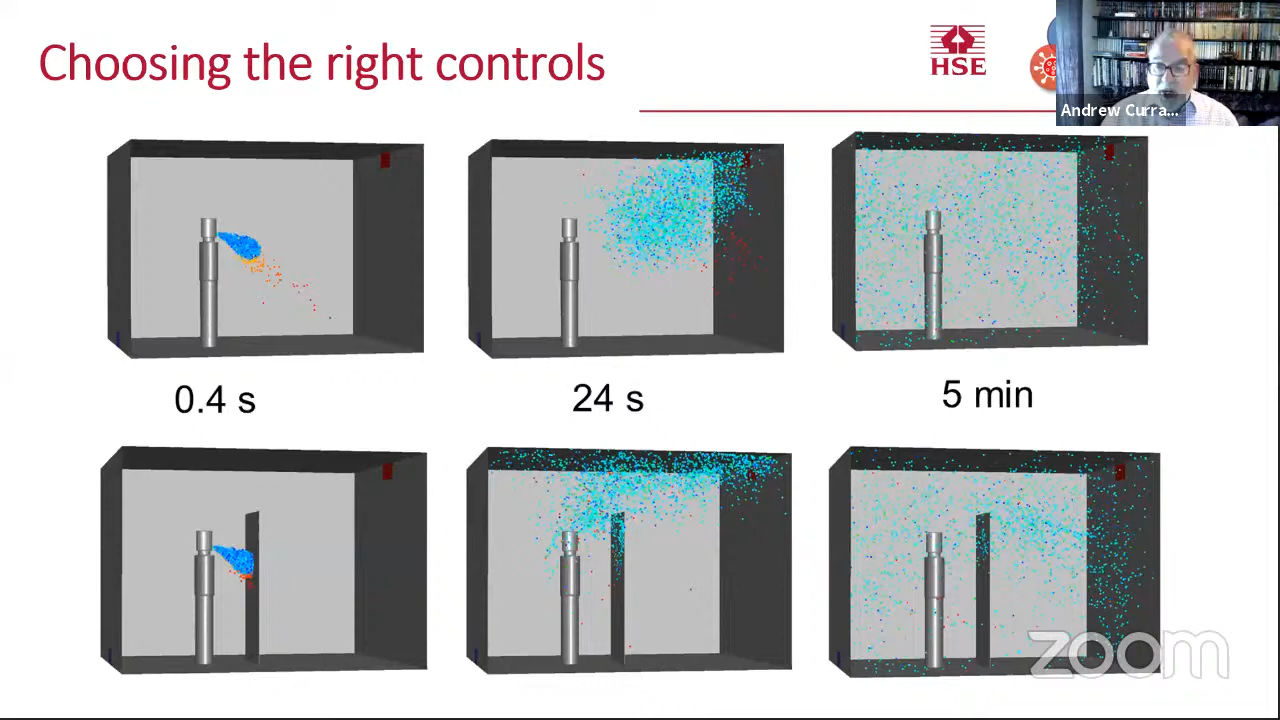 Choosing the right controls
HSE
Andrew Curra...
0.4 s
24 s
5 min
zoom